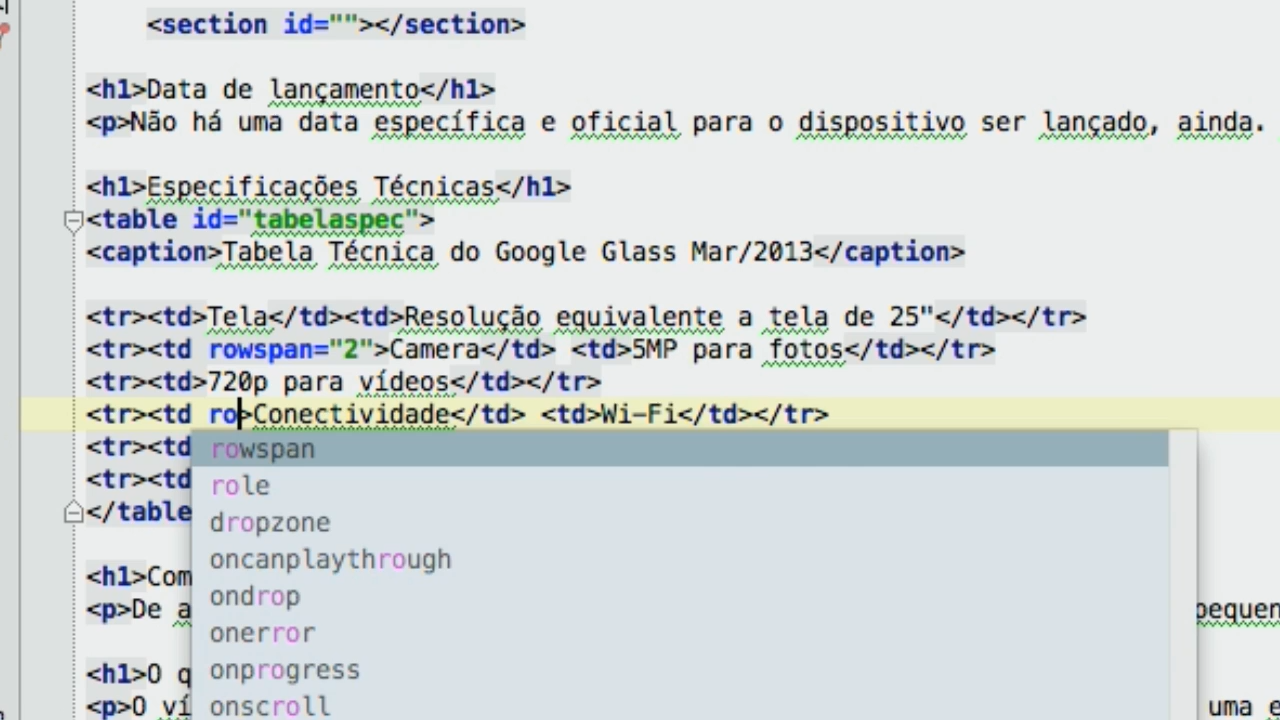 <section id=""></section>
<h1>Data de lançamento</h1>
<p>Não há uma data específica e oficial para o dispositivo ser lançado, ainda.
<h1>Especificações Técnicas</h1>
<table id="tabelaspec">
<caption>Tabela Técnica do Google Glass Mar/2013</caption>
<tr><td>Tela</td><td>Resolução equivalente a tela de 25"</td></tr>
<tr><td rowspan="2">Camera</td> <td>5MP para fotos</td></tr>
<tr><td>720p para vídeos</td></tr>
<tr><td ro>Conectividade</td> <td>Wi-Fi</td></tr>
<tr><td
rowspan
<tr><td
role
</table
dropzone
oncanplaythrough
<h1>Com
ondrop
<p>De a pequen
onerror
<h1>O q
onprogress
<p>O ví uma e
onscroll